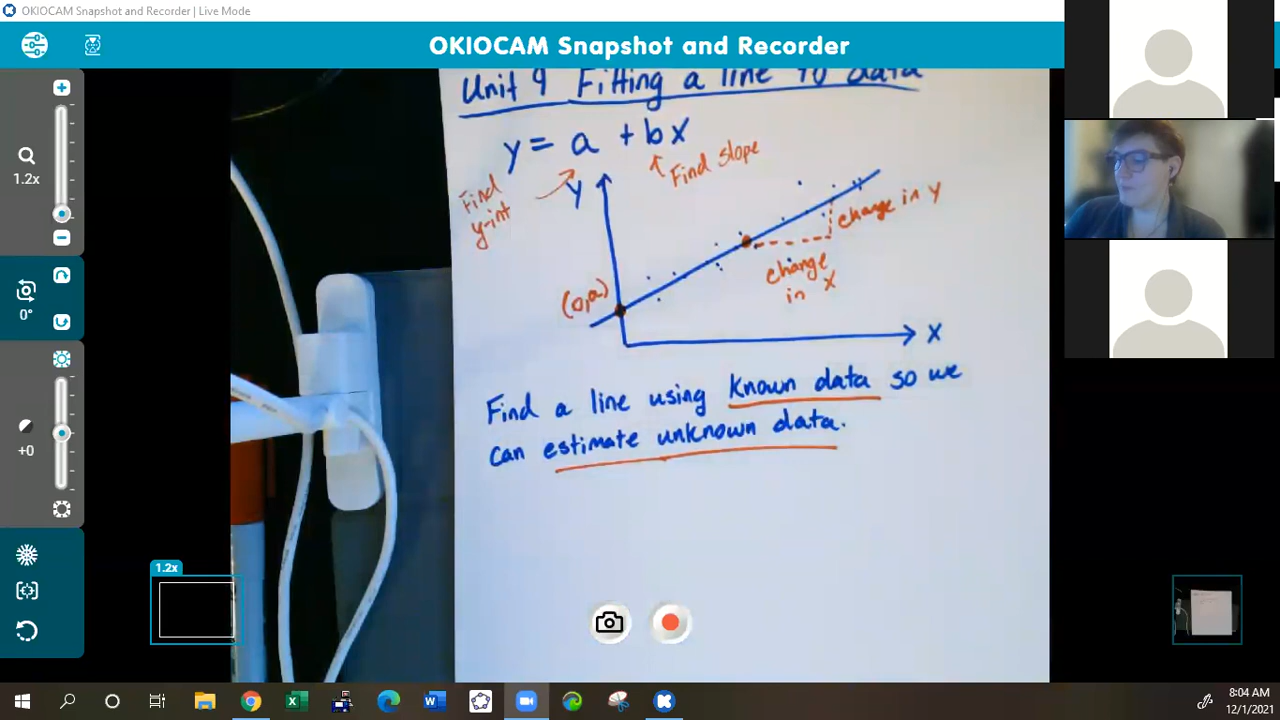 OKIOCAM Snapshot and Recorder | Live Mode
OKIOCAM Snapshot and Recorder
Unit 9 Fitting a line to data
y = a + bx
Find slope
Find
y-int
Y
change in y
change
in x
(0,a)
X
Find a line using known data so we
can estimate unknown data.
1.2x
0°
+0
1.2x
8:04 AM
12/1/2021